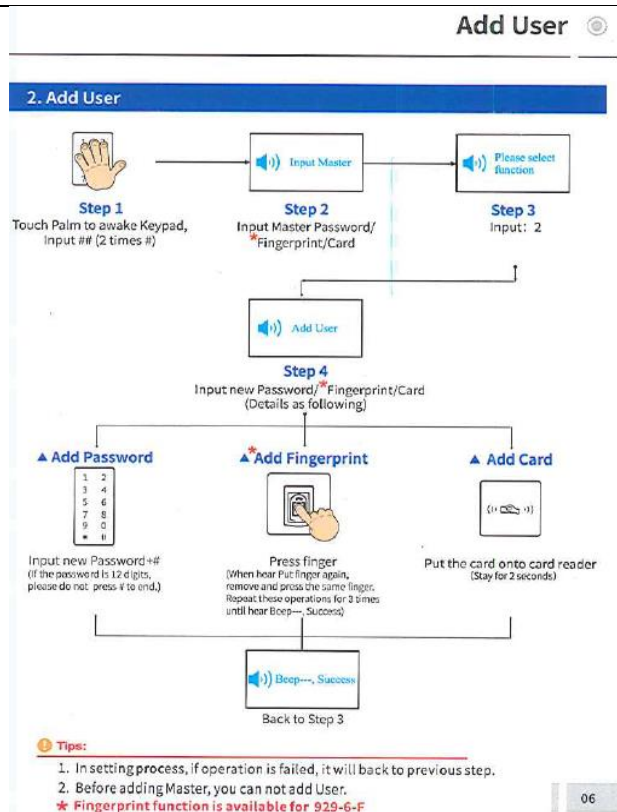 Add User
2. Add User
Input Master
Please select
function
Step 1
Touch Palm to awake Keypad,
Input ## (2 times #)
Step 2
Input Master Password/
*Fingerprint/Card
Step 3
Input: 2
Add User
Step 4
Input new Password/*Fingerprint/Card
(Details as following)
▲ Add Password
1 2
3 4
5 6
7 8
9 0
* #
Input new Password+#
(If the password is 12 digits,
please do not press # to end.)
▲*Add Fingerprint
Press finger
(When hear Put finger again,
remove and press the same finger.
Repeat these operations for 3 times
until hear Beep---, Success)
▲ Add Card
Put the card onto card reader
(Stay for 2 seconds)
Beep---, Success
Back to Step 3
Tips:
1. In setting process, if operation is failed, it will back to previous step.
2. Before adding Master, you can not add User.
* Fingerprint function is available for 929-6-F
06